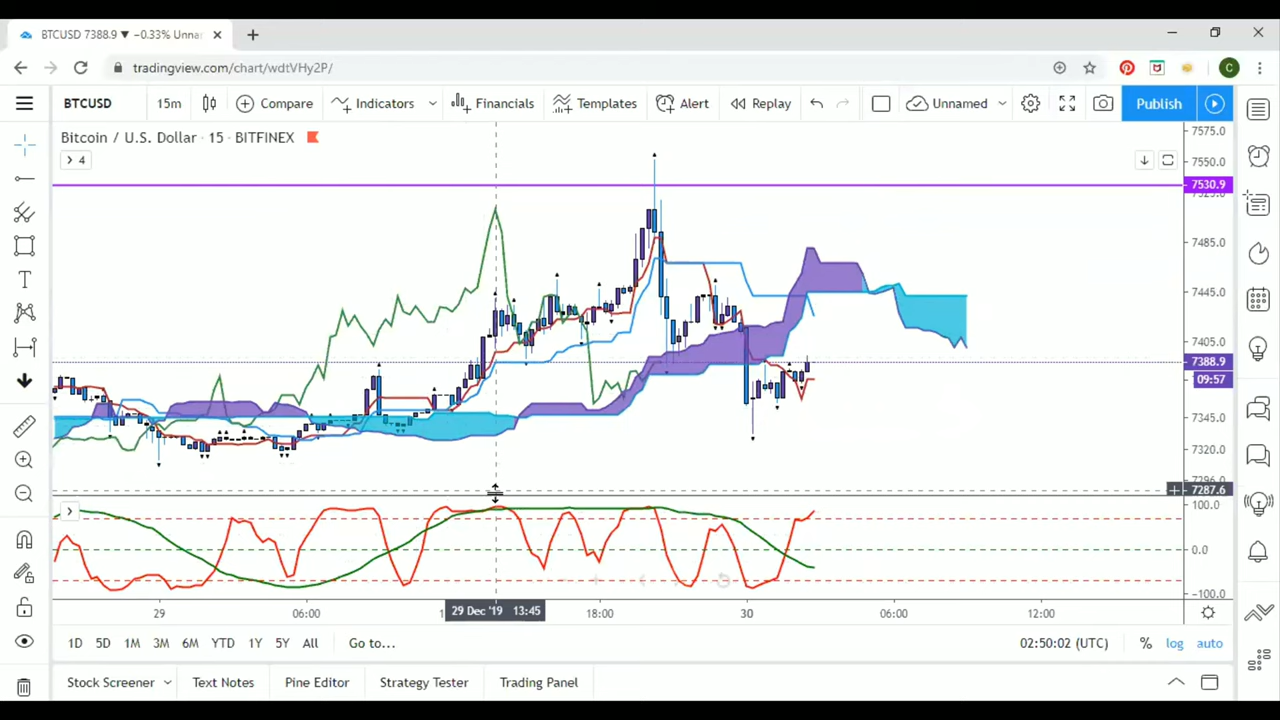 BTCUSD 7388.9 ▼ −0.33% Unna
tradingview.com/chart/wdtVHy2P/
C
BTCUSD 15m Compare Indicators Financials Templates Alert Replay Unnamed Publish
Bitcoin / U.S. Dollar · 15 · BITFINEX
4
7575.0
7550.0
7530.9
7485.0
7445.0
7405.0
7388.9
09:57
7345.0
7320.0
7287.6
100.0
0.0
−100.0
29 06:00 29 Dec '19 13:45 18:00 30 06:00 12:00
1D 5D 1M 3M 6M YTD 1Y 5Y All Go to... 02:50:02 (UTC) % log auto
Stock Screener Text Notes Pine Editor Strategy Tester Trading Panel